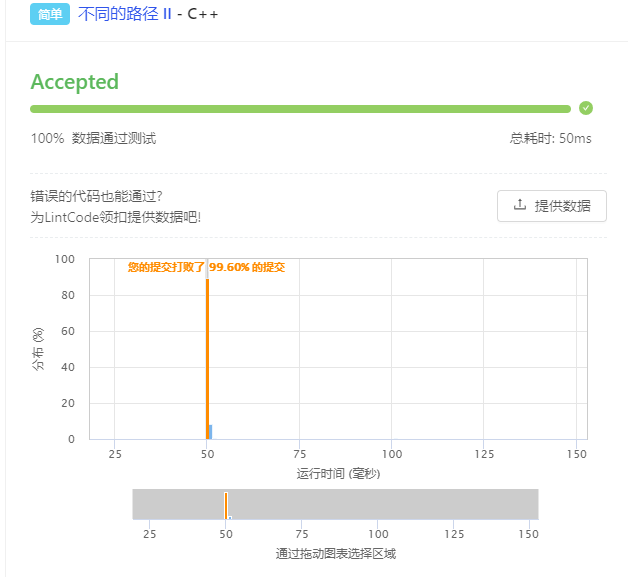 简单 不同的路径 II - C++
Accepted
100% 数据通过测试 总耗时: 50ms
错误的代码也能通过?
为LintCode领扣提供数据吧!
提供数据
您的提交打败了 99.60% 的提交
100
80
60
40
20
0
分布 (%)
25 50 75 100 125 150
运行时间 (毫秒)
25 50 75 100 125 150
通过拖动图表选择区域